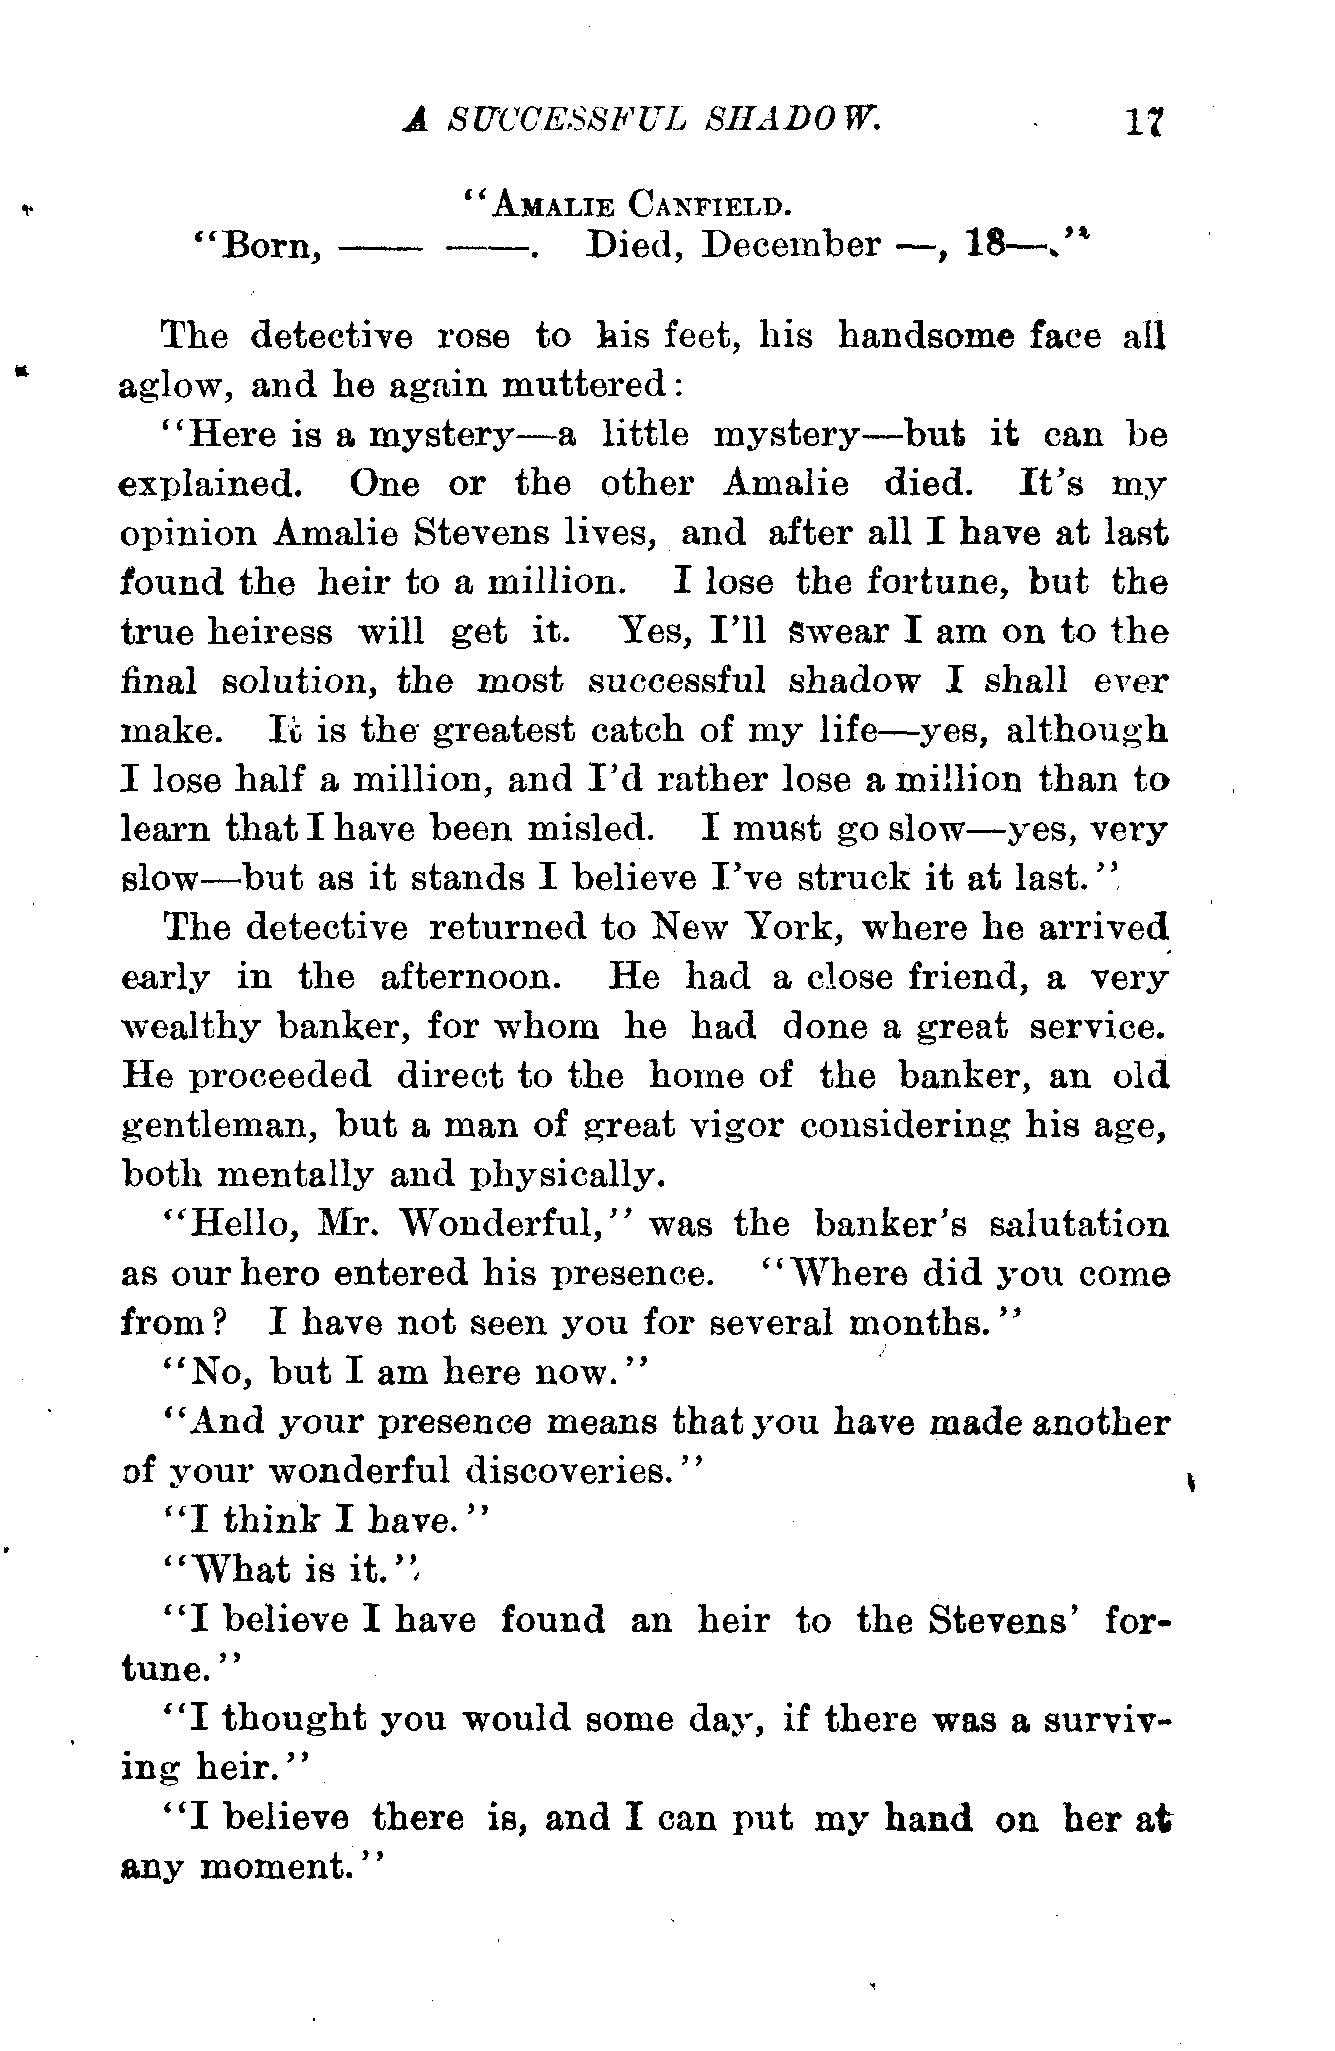 A SUCCESSFUL SHADOW. 17
"AMALIE CANFIELD.
"Born, —— ——. Died, December —, 18—."
The detective rose to his feet, his handsome face all
aglow, and he again muttered:
"Here is a mystery—a little mystery—but it can be
explained. One or the other Amalie died. It's my
opinion Amalie Stevens lives, and after all I have at last
found the heir to a million. I lose the fortune, but the
true heiress will get it. Yes, I'll swear I am on to the
final solution, the most successful shadow I shall ever
make. It is the greatest catch of my life—yes, although
I lose half a million, and I'd rather lose a million than to
learn that I have been misled. I must go slow—yes, very
slow—but as it stands I believe I've struck it at last."
The detective returned to New York, where he arrived
early in the afternoon. He had a close friend, a very
wealthy banker, for whom he had done a great service.
He proceeded direct to the home of the banker, an old
gentleman, but a man of great vigor considering his age,
both mentally and physically.
"Hello, Mr. Wonderful," was the banker's salutation
as our hero entered his presence. "Where did you come
from? I have not seen you for several months."
"No, but I am here now."
"And your presence means that you have made another
of your wonderful discoveries."
"I think I have."
"What is it."
"I believe I have found an heir to the Stevens' for-
tune."
"I thought you would some day, if there was a surviv-
ing heir."
"I believe there is, and I can put my hand on her at
any moment."